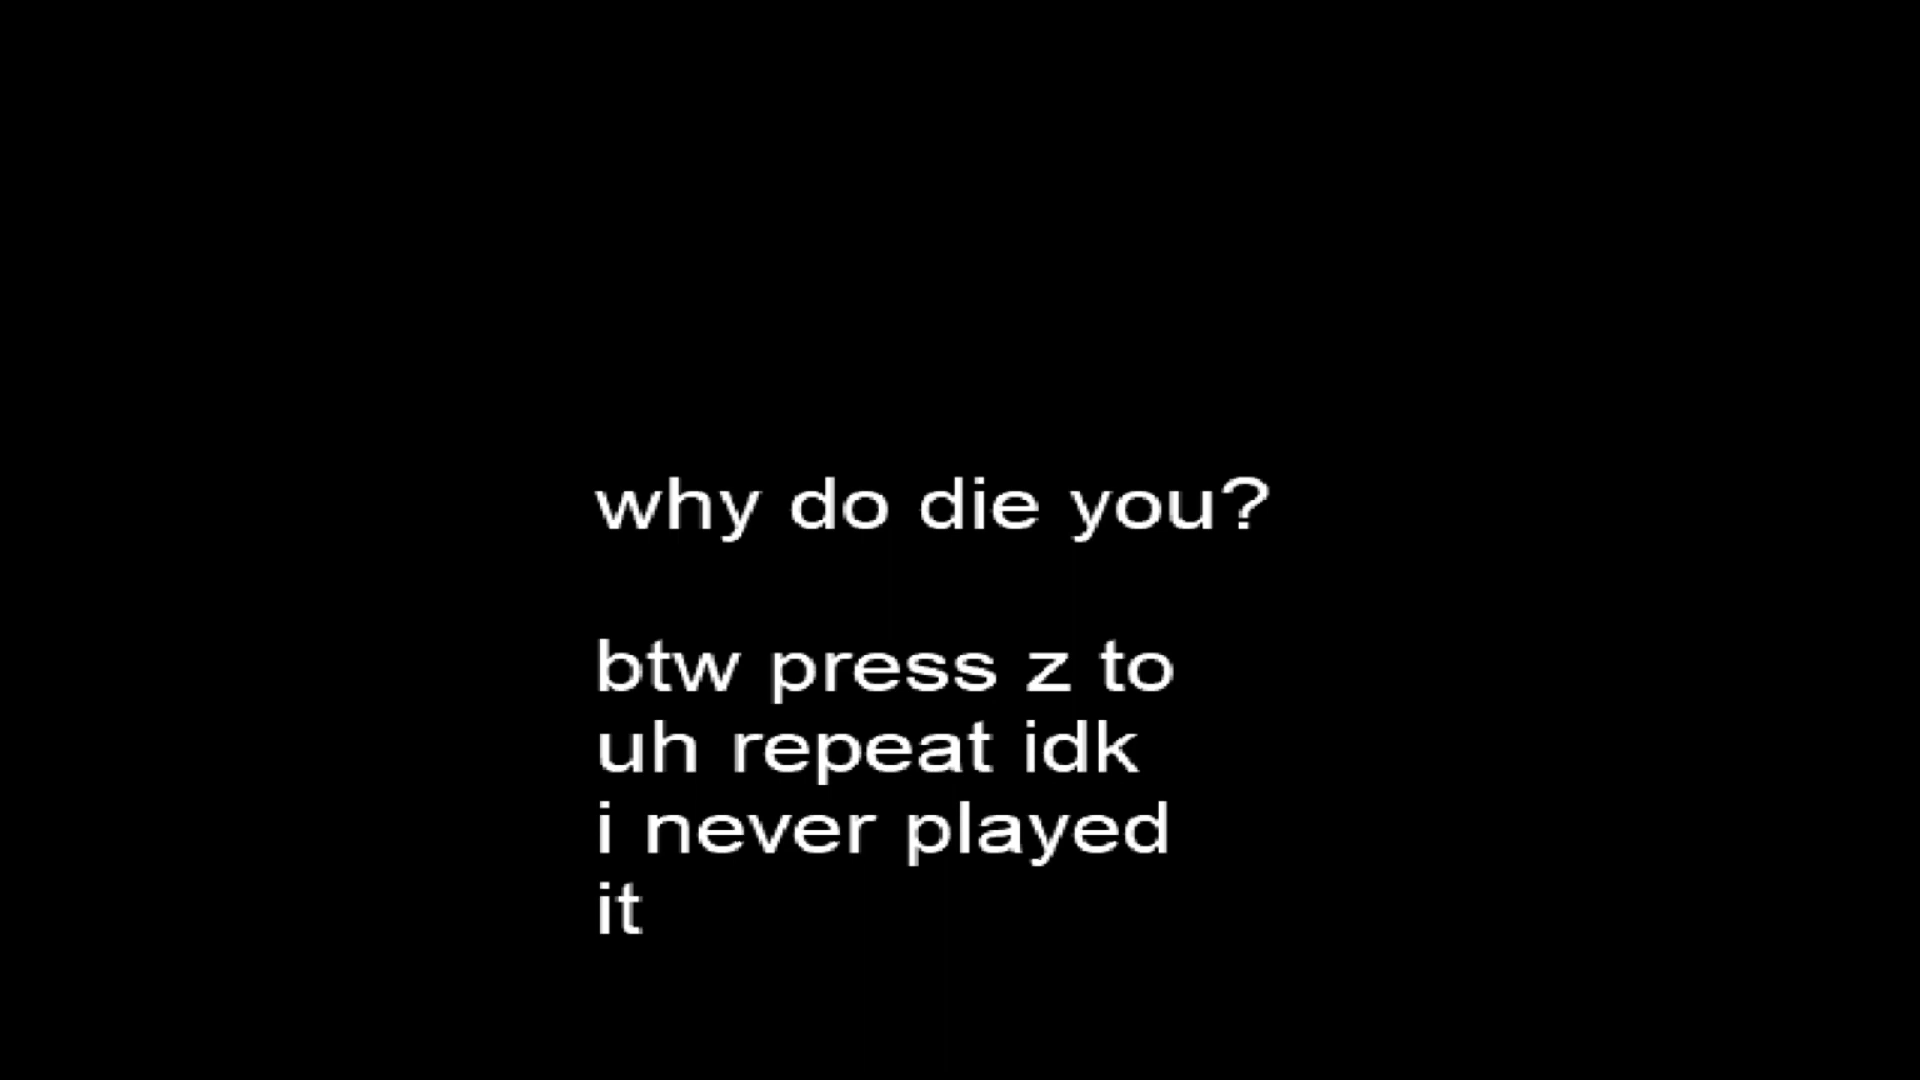 why do die you?
btw press z to
uh repeat idk
i never played
it